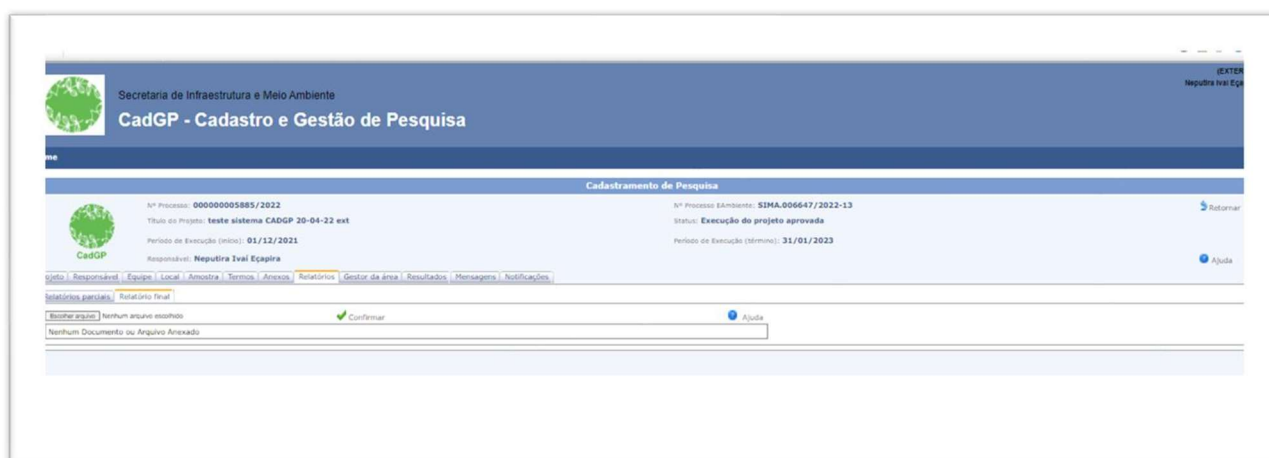 (EXTER
Neputira Ivaí Eça
Secretaria de Infraestrutura e Meio Ambiente
CadGP - Cadastro e Gestão de Pesquisa
me
Cadastramento de Pesquisa
Nº Processo: 000000005885/2022 Nº Processo EAmbiente: SIMA.006647/2022-13 Retornar
Título do Projeto: teste sistema CADGP 20-04-22 ext Status: Execução do projeto aprovada
Período de Execução (início): 01/12/2021 Período de Execução (término): 31/01/2023
CadGP
Responsável: Neputira Ivaí Eçapira Ajuda
ojeto Responsável Equipe Local Amostra Termos Anexos Relatórios Gestor da área Resultados Mensagens Notificações
Relatórios parciais Relatório final
Escolher arquivo Nenhum arquivo escolhido Confirmar Ajuda
Nenhum Documento ou Arquivo Anexado